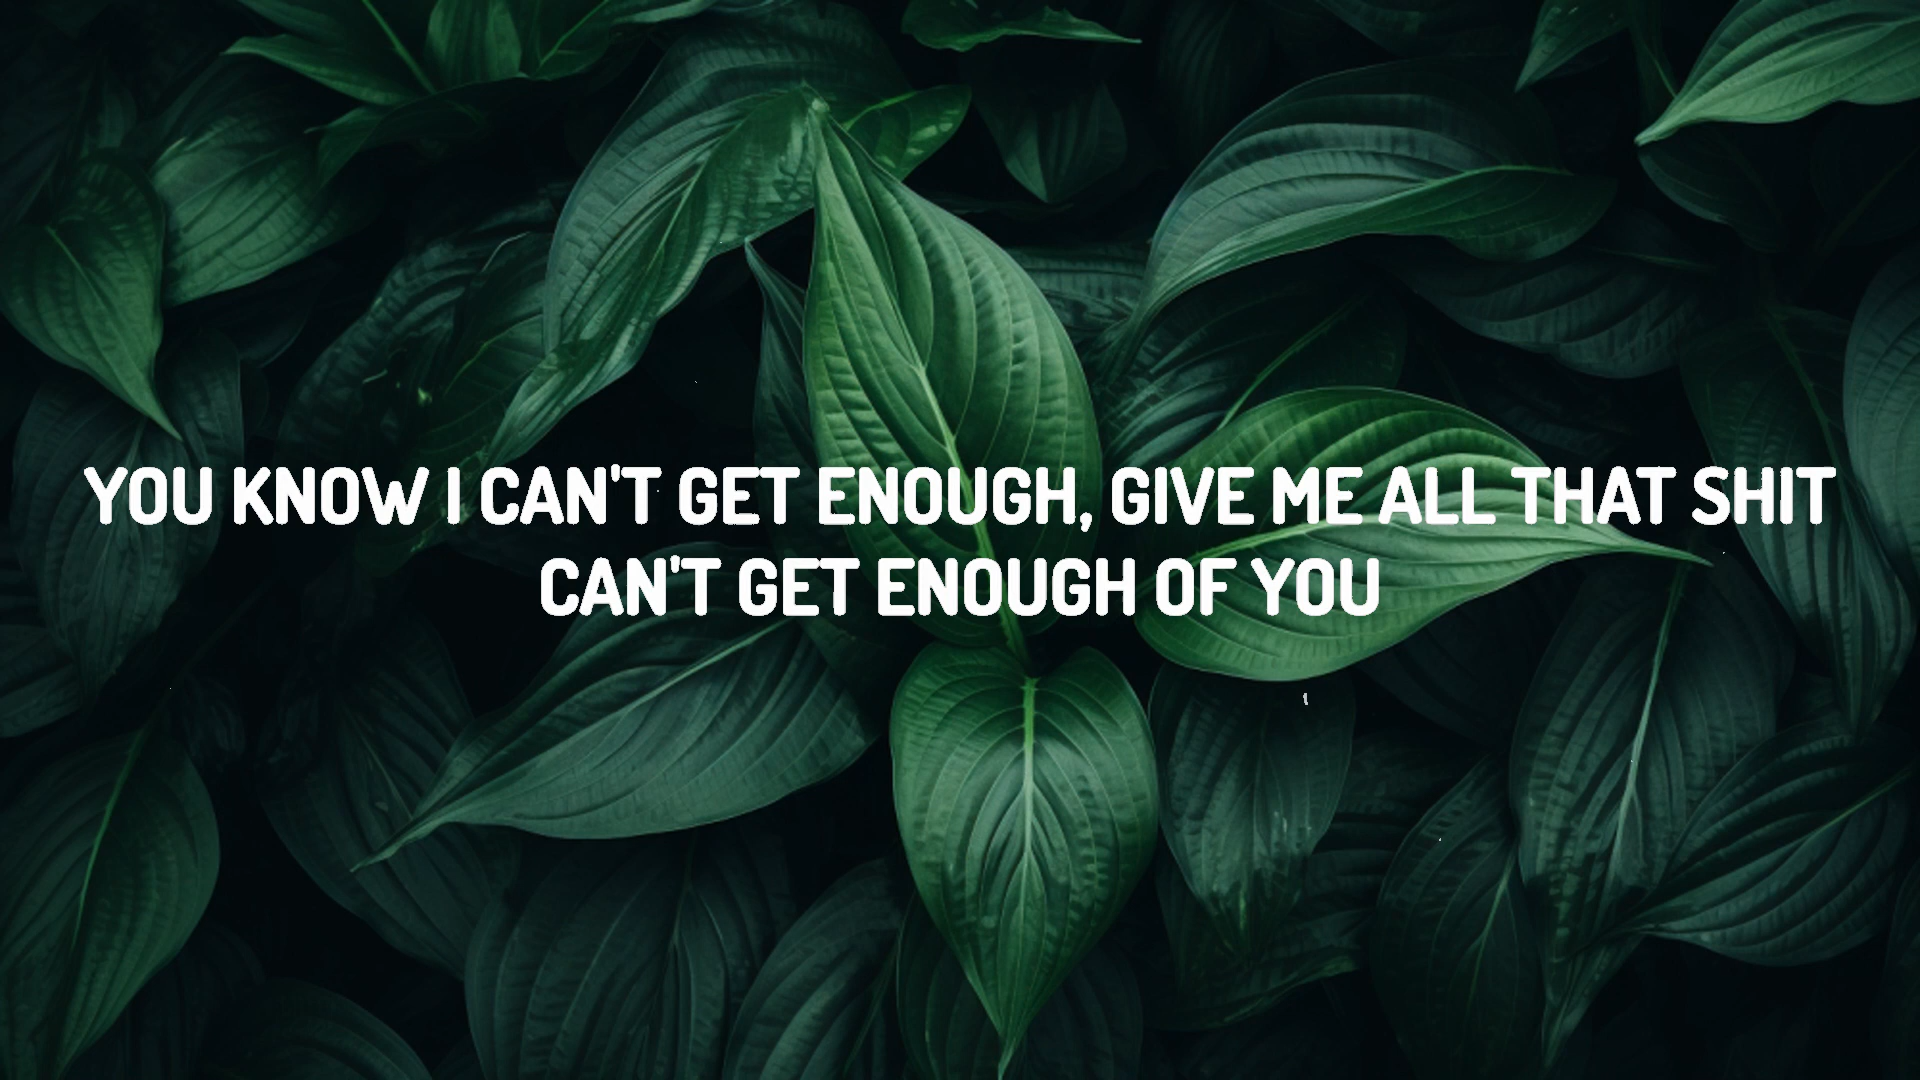 YOU KNOW I CAN'T GET ENOUGH, GIVE ME ALL THAT SHIT
CAN'T GET ENOUGH OF YOU